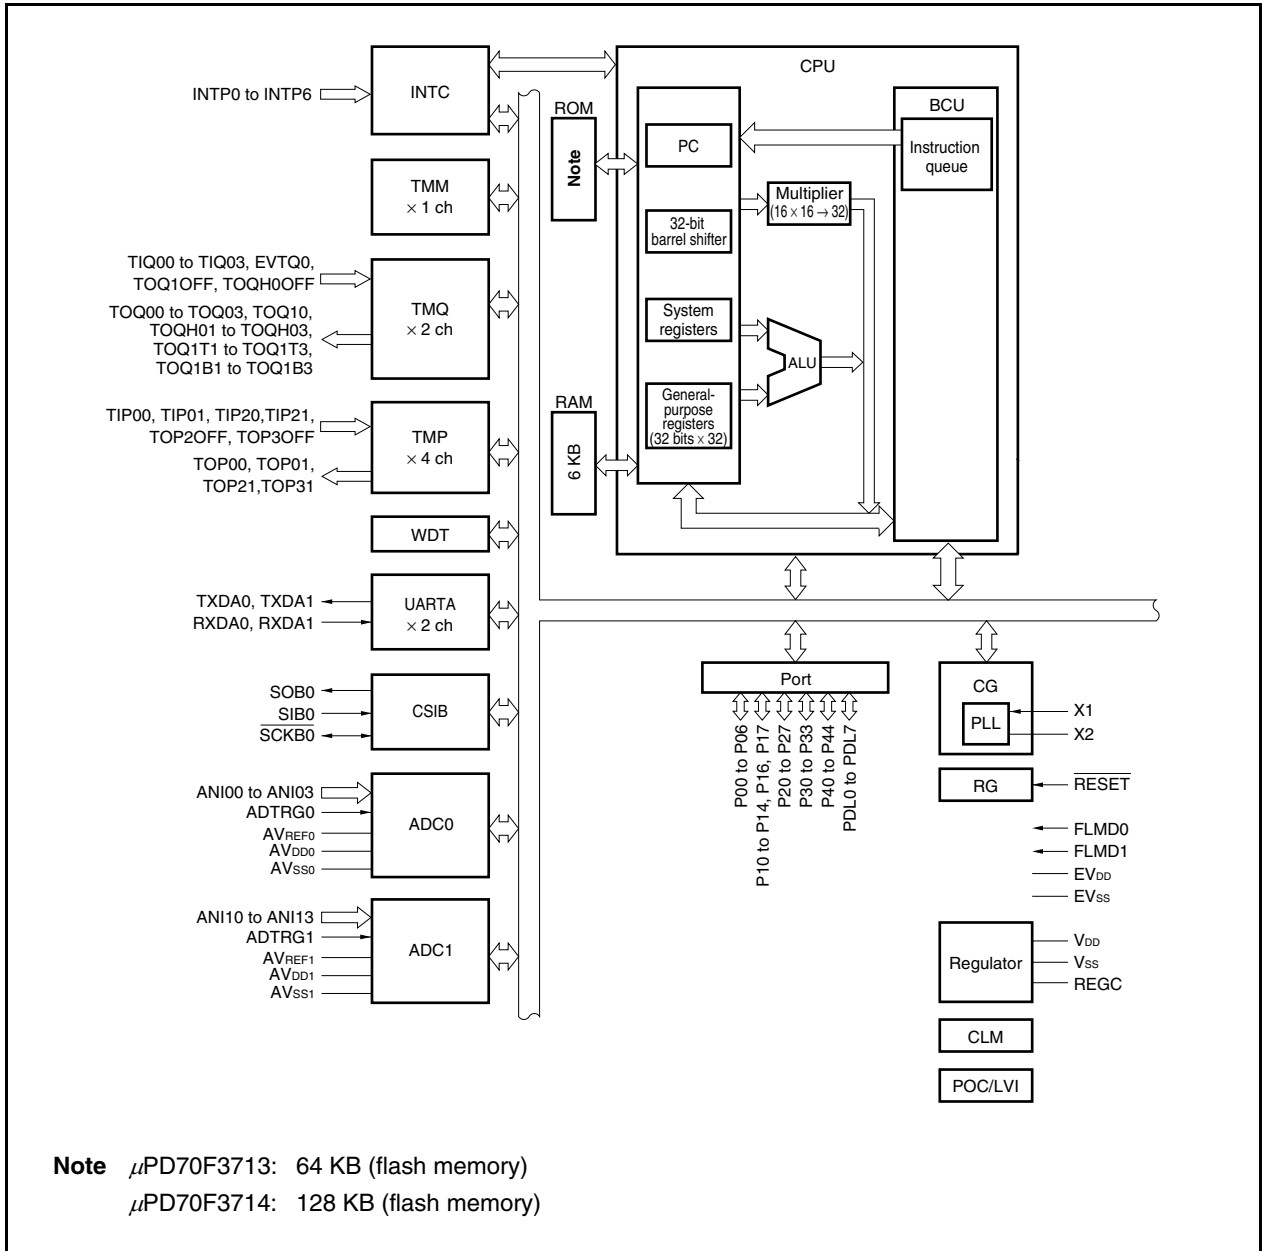 INTP0 to INTP6
INTC
TMM
× 1 ch
TIQ00 to TIQ03, EVTQ0,
TOQ1OFF, TOQH0OFF
TOQ00 to TOQ03, TOQ10,
TOQH01 to TOQH03,
TOQ1T1 to TOQ1T3,
TOQ1B1 to TOQ1B3
TMQ
× 2 ch
TIP00, TIP01, TIP20,TIP21,
TOP2OFF, TOP3OFF
TOP00, TOP01,
TOP21,TOP31
TMP
× 4 ch
WDT
TXDA0, TXDA1
RXDA0, RXDA1
UARTA
× 2 ch
SOB0
SIB0
SCKB0
CSIB
ANI00 to ANI03
ADTRG0
AVREF0
AVDD0
AVSS0
ADC0
ANI10 to ANI13
ADTRG1
AVREF1
AVDD1
AVSS1
ADC1
ROM
Note
RAM
6 KB
CPU
PC
32-bit
barrel shifter
System
registers
General-
purpose
registers
(32 bits × 32)
Multiplier
(16 × 16 → 32)
ALU
BCU
Instruction
queue
Port
P00 to P06
P10 to P14, P16, P17
P20 to P27
P30 to P33
P40 to P44
PDL0 to PDL7
CG
PLL
X1
X2
RG
RESET
FLMD0
FLMD1
EVDD
EVSS
Regulator
VDD
VSS
REGC
CLM
POC/LVI
Note μPD70F3713: 64 KB (flash memory)
μPD70F3714: 128 KB (flash memory)